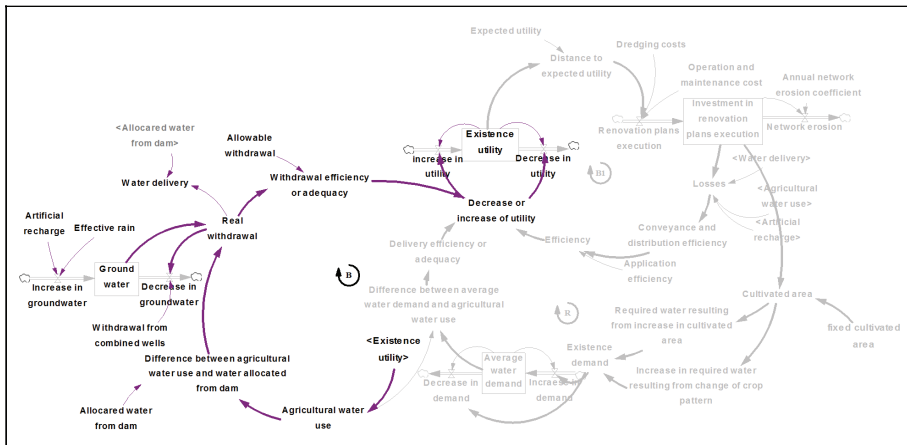 Expected utility
Dredging costs
Distance to
expected utility
Operation and
maintenance cost
Annual network
erosion coefficient
Investment in
renovation
plans execution
Renovation plans
execution
Network erosion
<Allocared water
from dam>
Allowable
withdrawal
Existence
utility
increase in
utility
Decrease in
utility
B1
Water delivery
Withdrawal efficiency
or adequacy
Losses
<Water delivery>
<Agricultural
water use>
<Artificial
recharge>
Decrease or
increase of utility
Artificial
recharge
Effective rain
Real
withdrawal
Delivery efficiency or
adequacy
Efficiency
Conveyance and
distribution efficiency
Application
efficiency
Ground
water
Increase in
groundwater
Decrease in
groundwater
B
Difference between average
water demand and agricultural
water use
R
Cultivated area
Required water resulting
from increase in cultivated
area
fixed cultivated
area
Withdrawal from
combined wells
<Existence
utility>
Existence
demand
Difference between agricultural
water use and water allocated
from dam
Average
water
demand
Decrease in
demand
Incraese in
demand
Increase in required water
resulting from change of crop
pattern
Allocared water
from dam
Agricultural water
use